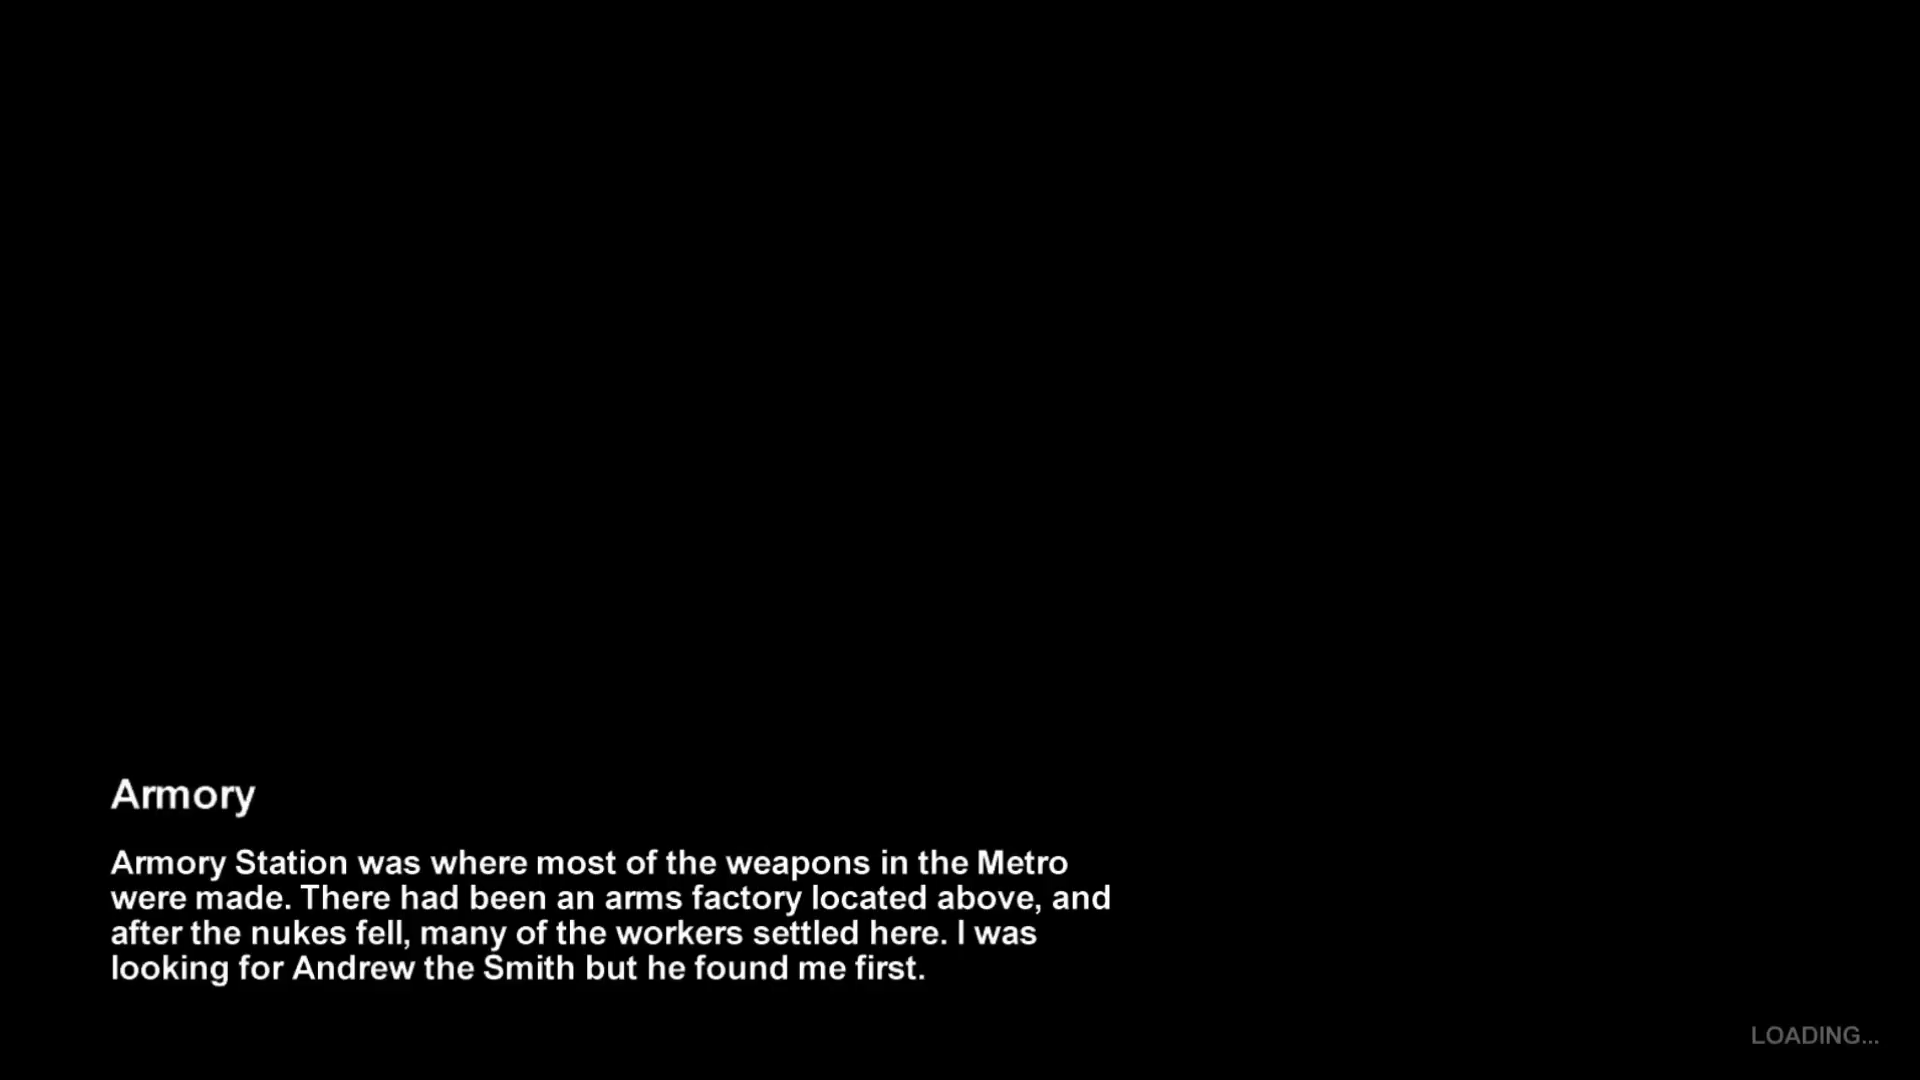 Armory
Armory Station was where most of the weapons in the Metro
were made. There had been an arms factory located above, and
after the nukes fell, many of the workers settled here. I was
looking for Andrew the Smith but he found me first.
LOADING...